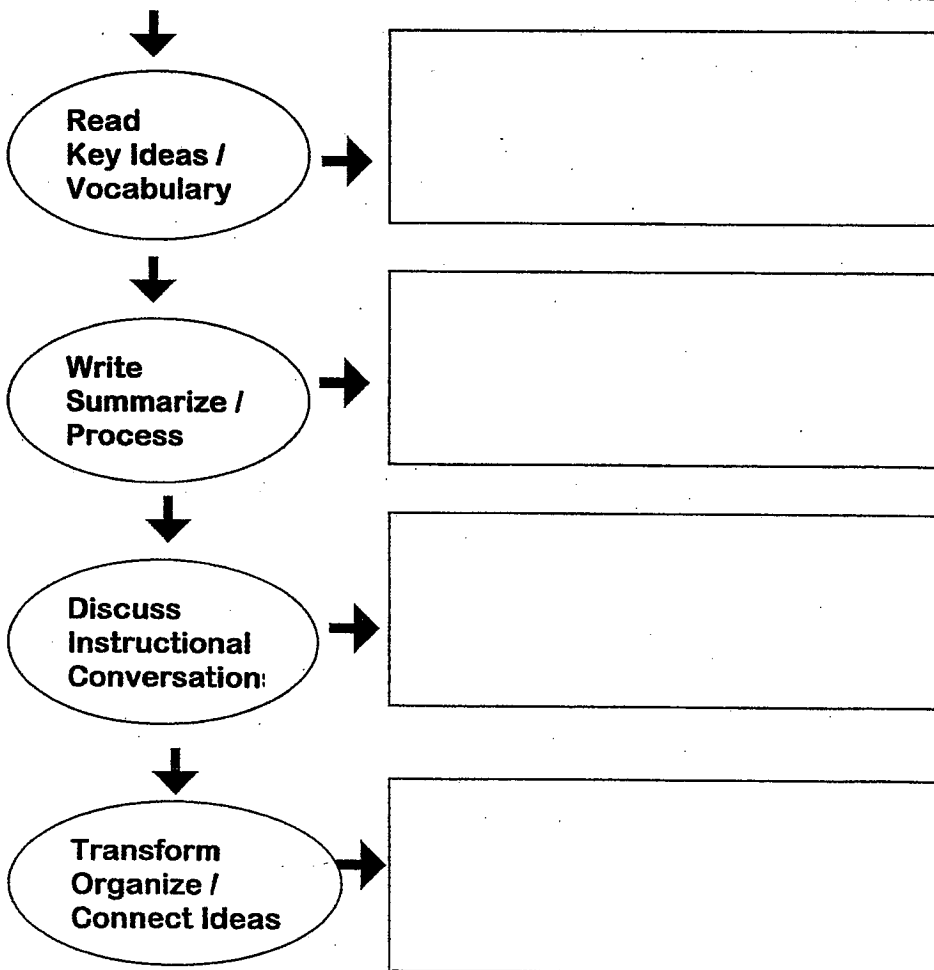 Read
Key Ideas /
Vocabulary
Write
Summarize /
Process
Discuss
Instructional
Conversation
Transform
Organize /
Connect Ideas